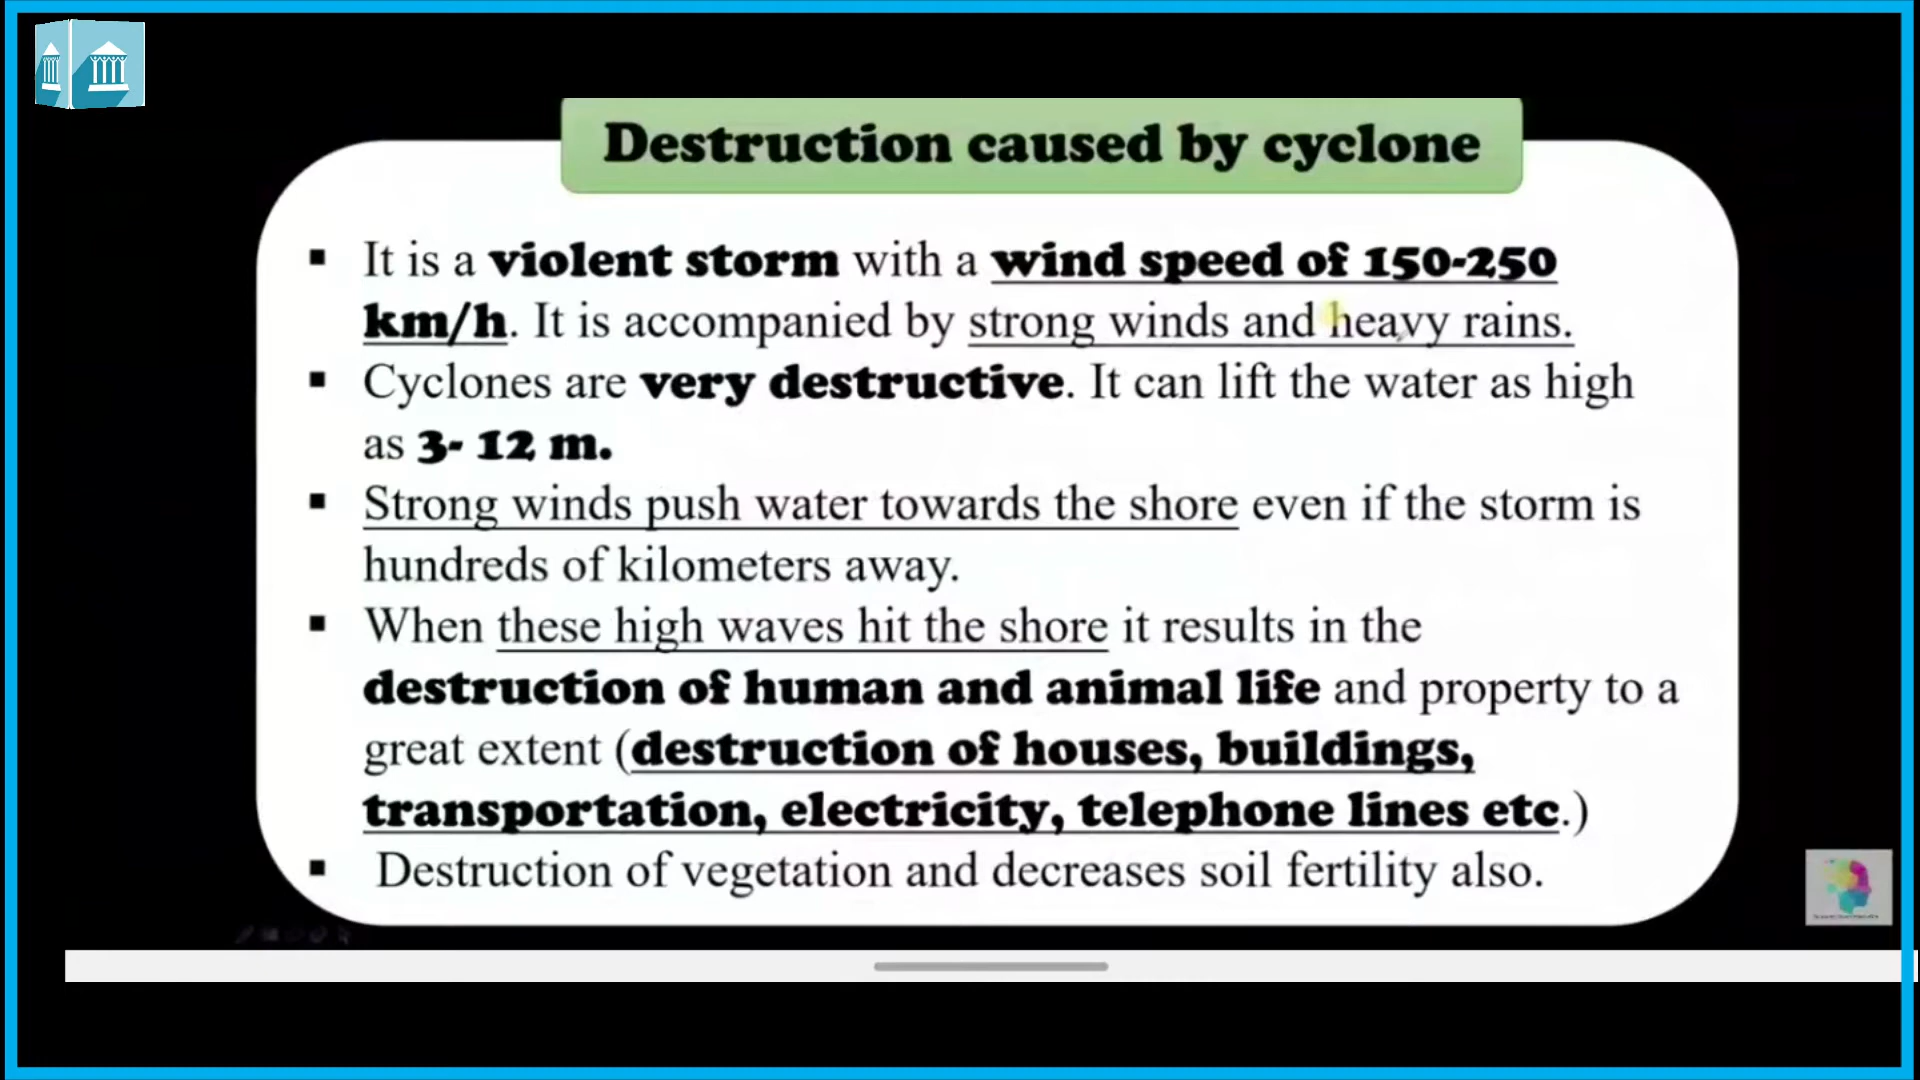 Destruction caused by cyclone
▪ It is a violent storm with a wind speed of 150-250
km/h. It is accompanied by strong winds and heavy rains.
▪ Cyclones are very destructive. It can lift the water as high
as 3- 12 m.
▪ Strong winds push water towards the shore even if the storm is
hundreds of kilometers away.
▪ When these high waves hit the shore it results in the
destruction of human and animal life and property to a
great extent (destruction of houses, buildings,
transportation, electricity, telephone lines etc.)
▪ Destruction of vegetation and decreases soil fertility also.